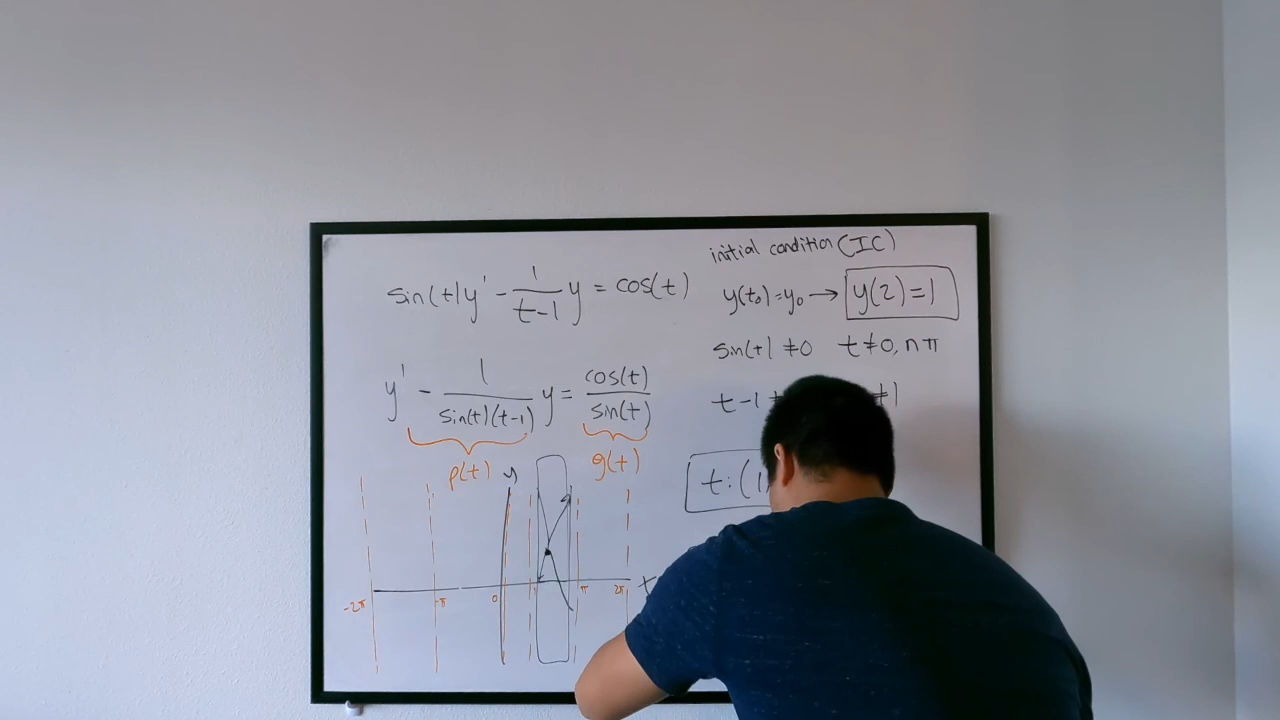 initial condition (IC)
sin(t)y' - 1/(t-1) y = cos(t)
y(t₀)=y₀ → y(2)=1
sin(t) ≠0 t≠0, nπ
y' - 1/(sin(t)(t-1)) y = cos(t)/sin(t)
t-1 ≠1
p(t) g(t)
t: (1
y
-2π -π 0 1 π 2π t